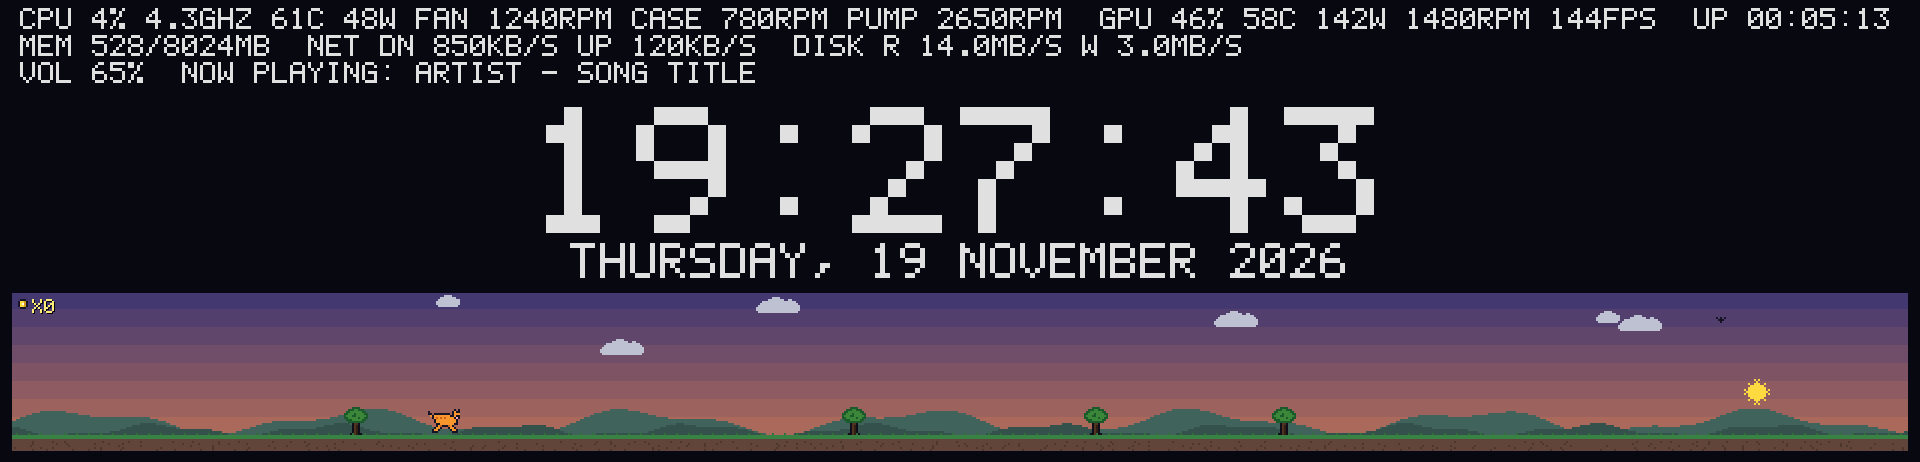 CPU 4% 4.3GHZ 61C 48W FAN 1240RPM CASE 780RPM PUMP 2650RPM  GPU 46% 58C 142W 1480RPM 144FPS  UP 00:05:13
MEM 528/8024MB  NET DN 850KB/S UP 120KB/S  DISK R 14.0MB/S W 3.0MB/S
VOL 65%  NOW PLAYING: ARTIST - SONG TITLE
19:27:43
THURSDAY, 19 NOVEMBER 2026
X0